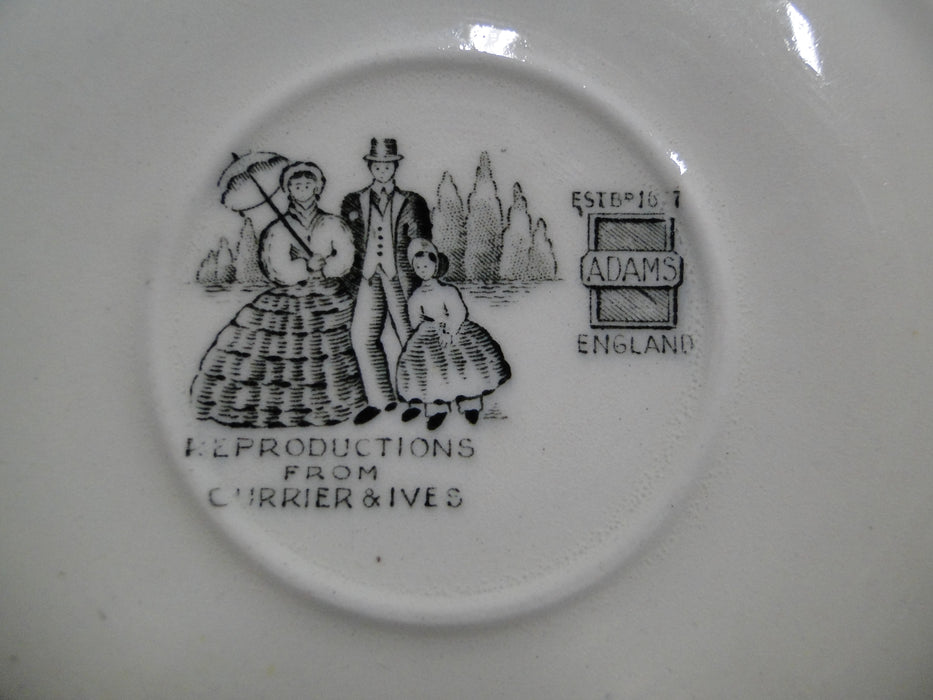 REPRODUCTIONS
FROM
CURRIER & IVES
ESTBD
ADAMS
ENGLAND